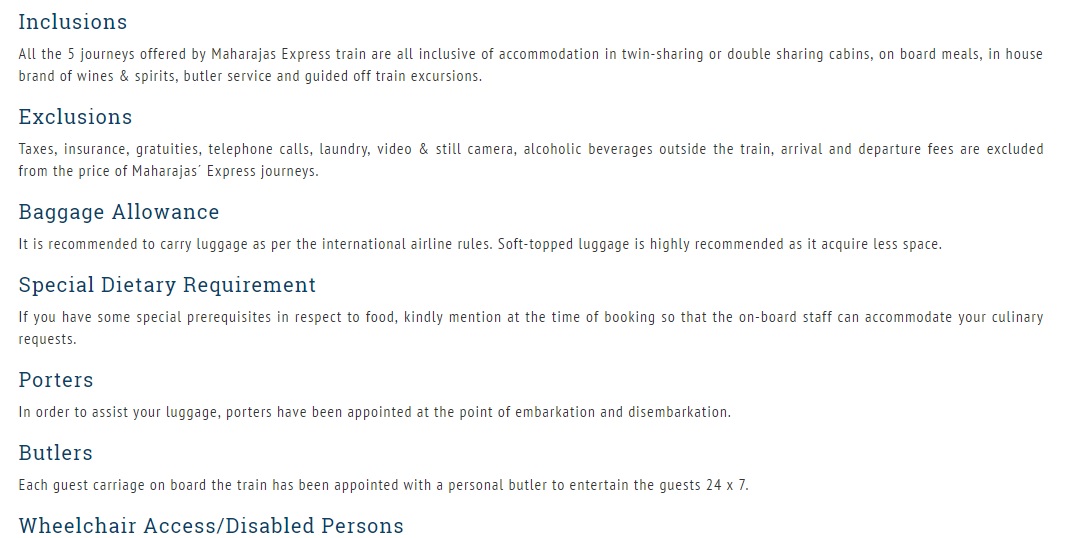 Inclusions
All the 5 journeys offered by Maharajas Express train are all inclusive of accommodation in twin-sharing or double sharing cabins, on board meals, in house
brand of wines & spirits, butler service and guided off train excursions.
Exclusions
Taxes, insurance, gratuities, telephone calls, laundry, video & still camera, alcoholic beverages outside the train, arrival and departure fees are excluded
from the price of Maharajas' Express journeys.
Baggage Allowance
It is recommended to carry luggage as per the international airline rules. Soft-topped luggage is highly recommended as it acquire less space.
Special Dietary Requirement
If you have some special prerequisites in respect to food, kindly mention at the time of booking so that the on-board staff can accommodate your culinary
requests.
Porters
In order to assist your luggage, porters have been appointed at the point of embarkation and disembarkation.
Butlers
Each guest carriage on board the train has been appointed with a personal butler to entertain the guests 24 x 7.
Wheelchair Access/Disabled Persons